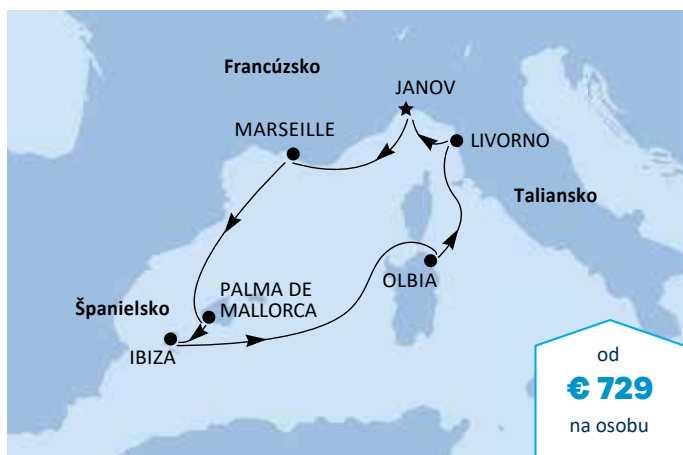 Francúzsko
JANOV
MARSEILLE
LIVORNO
Taliansko
OLBIA
PALMA DE
MALLORCA
Španielsko
IBIZA
od
€ 729
na osobu